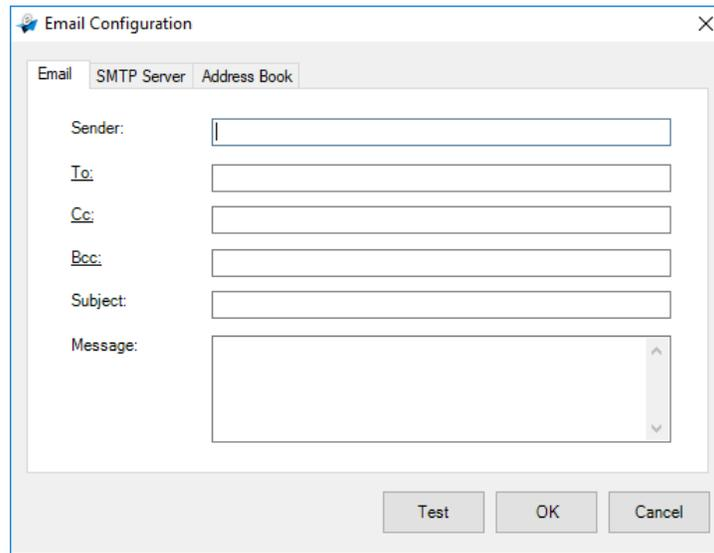 Email Configuration
Email SMTP Server Address Book
Sender:
To:
Cc:
Bcc:
Subject:
Message:
Test OK Cancel